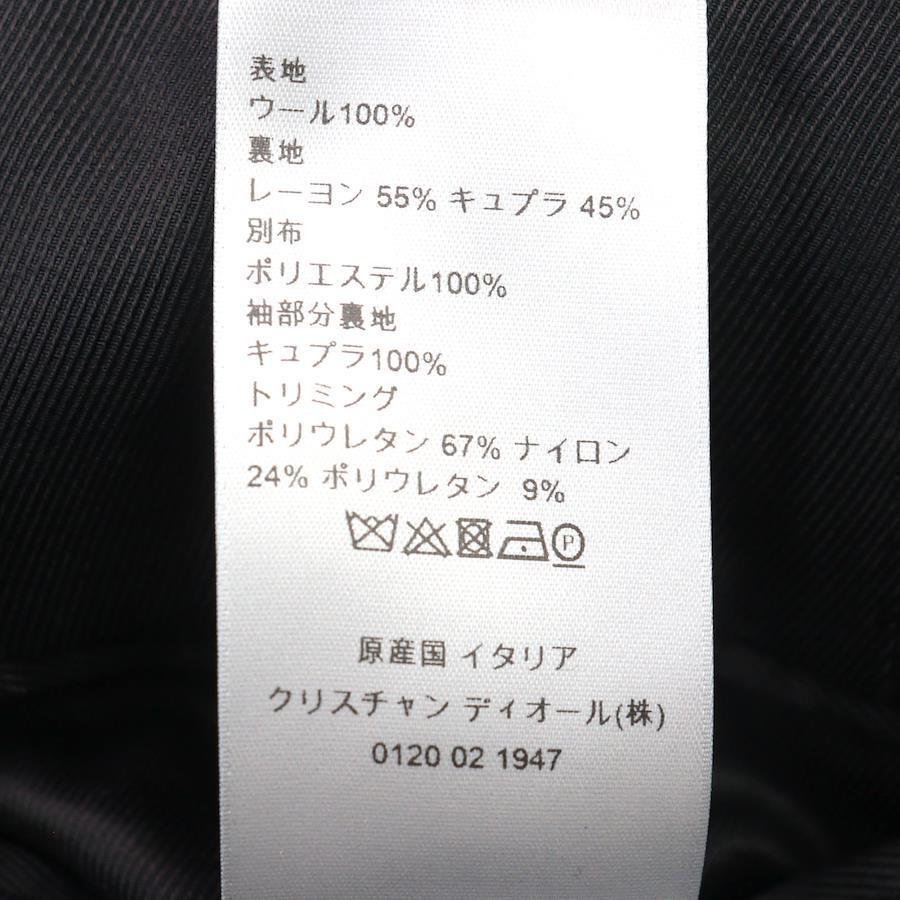 表地
ウール100%
裏地
レーヨン 55% キュプラ 45%
別布
ポリエステル100%
袖部分裏地
キュプラ100%
トリミング
ポリウレタン 67% ナイロン
24% ポリウレタン 9%
P
原産国 イタリア
クリスチャン ディオール(株)
0120 02 1947